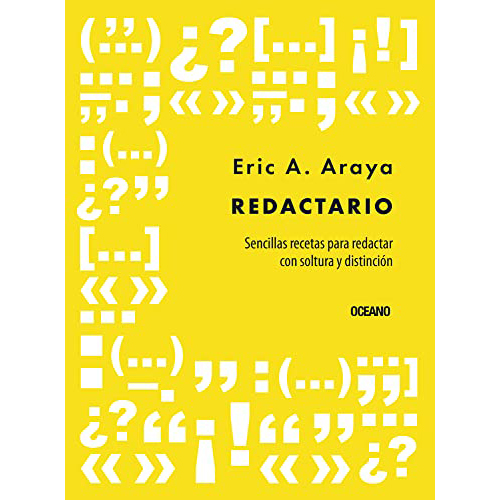 Eric A. Araya
REDACTARIO
Sencillas recetas para redactar
con soltura y distinción
OCEANO